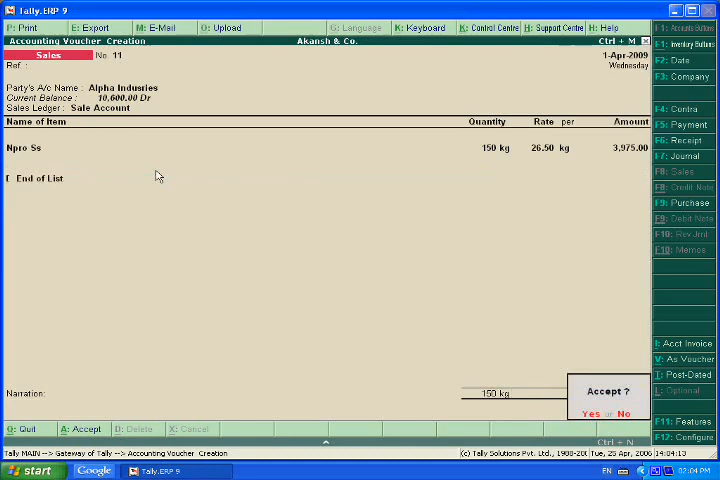 Tally.ERP 9
P: Print E: Export M: E-Mail O: Upload G: Language K: Keyboard K: Control Centre H: Support Centre H: Help
F1: Accounts Buttons
Accounting Voucher Creation Akansh & Co. Ctrl + M
F1: Inventory Buttons
Sales No. 11 1-Apr-2009
F2: Date
Ref : Wednesday
F3: Company
Party's A/c Name : Alpha Indusries
Current Balance : 10,600.00 Dr
Sales Ledger : Sale Account
F4: Contra
Name of Item Quantity Rate per Amount
F5: Payment
F6: Receipt
Npro Ss 150 kg 26.50 kg 3,975.00
F7: Journal
F8: Sales
End of List
F8: Credit Note
F9: Purchase
F9: Debit Note
F10: Rev Jrnl
F10: Memos
I: Acct Invoice
V: As Voucher
T: Post-Dated
L: Optional
Narration: 150 kg
Accept ?
Yes or No
F11: Features
Q: Quit A: Accept D: Delete X: Cancel
F12: Configure
Ctrl + N
Tally MAIN --> Gateway of Tally --> Accounting Voucher Creation (c) Tally Solutions Pvt. Ltd., 1988-200 Tue, 25 Apr, 2006 14:04:13
start Google Tally.ERP 9 EN 02:04 PM